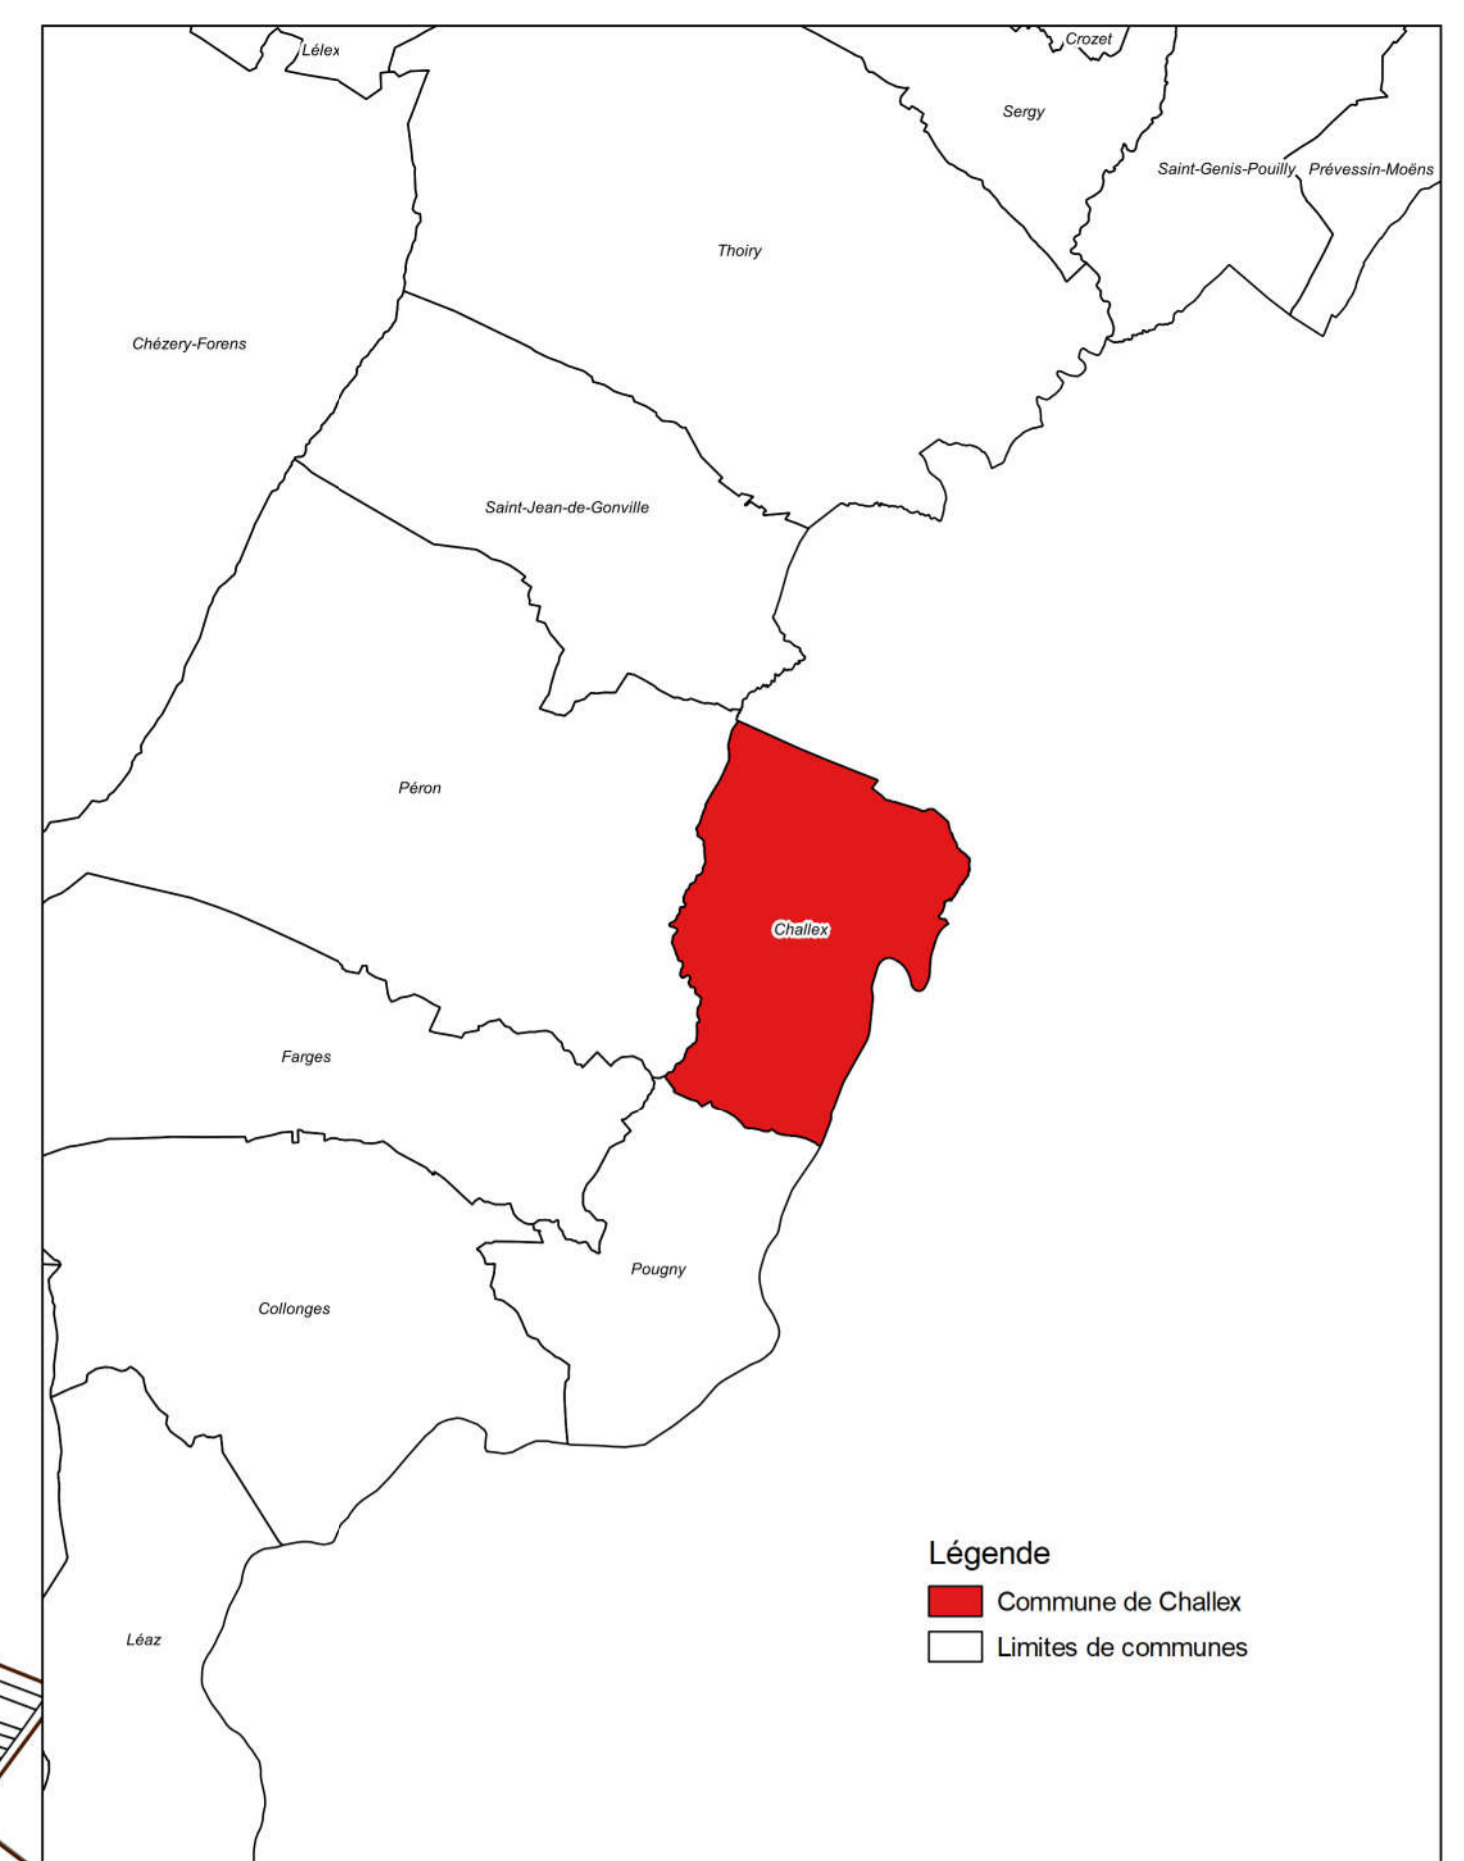 Lélex
Crozet
Sergy
Saint-Genis-Pouilly
Prévessin-Moëns
Thoiry
Chézery-Forens
Saint-Jean-de-Gonville
Péron
Challex
Farges
Pougny
Collonges
Légende
Commune de Challex
Limites de communes
Léaz